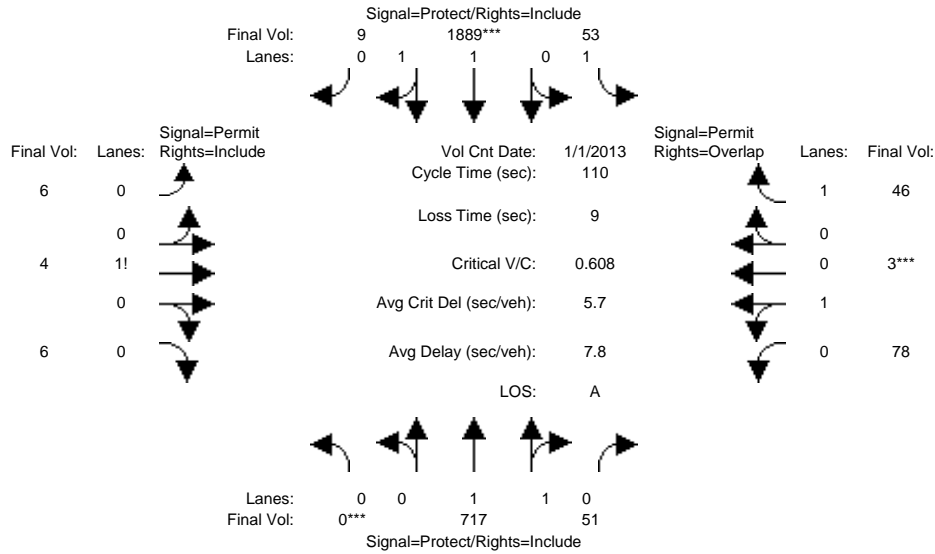 Signal=Protect/Rights=Include
Final Vol: 9 1889*** 53
Lanes: 0 1 1 0 1
Signal=Permit Signal=Permit
Final Vol: Lanes: Rights=Include Vol Cnt Date: 1/1/2013 Rights=Overlap Lanes: Final Vol:
Cycle Time (sec): 110
6 0 1 46
Loss Time (sec): 9
0 0
4 1! Critical V/C: 0.608 0 3***
0 Avg Crit Del (sec/veh): 5.7 1
6 0 Avg Delay (sec/veh): 7.8 0 78
LOS: A
Lanes: 0 0 1 1 0
Final Vol: 0*** 717 51
Signal=Protect/Rights=Include